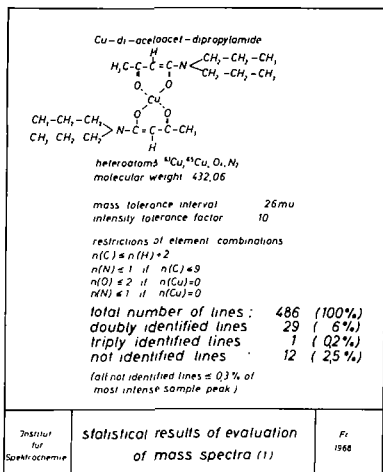 Cu-di-acetoacet-dipropylamide
H
H₃C-C-C=C-N CH₂-CH₂-CH₃
CH₂-CH₂-CH₃
O O
Cu
O O
CH₃-CH₂-CH₂ N-C=C-C-CH₃
CH₃ CH₂ CH₂
H
heteroatoms ⁶³Cu, ⁶⁵Cu, O₄, N₂
molecular weight 432,06
mass tolerance interval 26mu
intensity tolerance factor 10
restrictions of element combinations
n(C) ≤ n(H)+2
n(N) ≤ 1 if n(C) ≤ 9
n(O) ≤ 2 if n(Cu)=0
n(N) ≤ 1 if n(Cu)=0
total number of lines : 486 (100%)
doubly identified lines 29 ( 6%)
triply identified lines 1 ( 0,2%)
not identified lines 12 ( 2,5%)
(all not identified lines ≤ 0,3% of
most intense sample peak )
Institut
für
Spektrochemie
statistical results of evaluation
of mass spectra (1)
1968